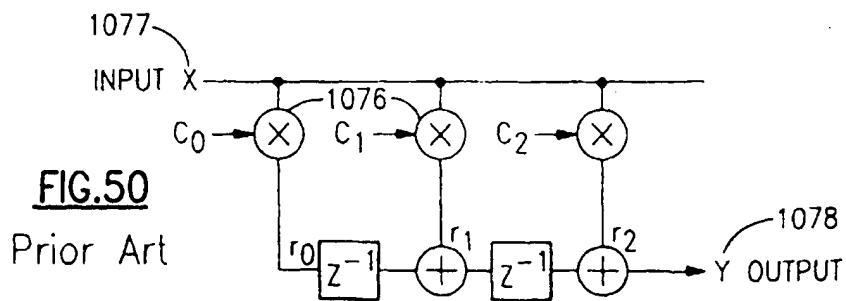 1077
INPUT X
1076
C0 C1 C2
× × ×
FIG.50
Prior Art
r0 z⁻¹ + r1 z⁻¹ + r2
1078
Y OUTPUT